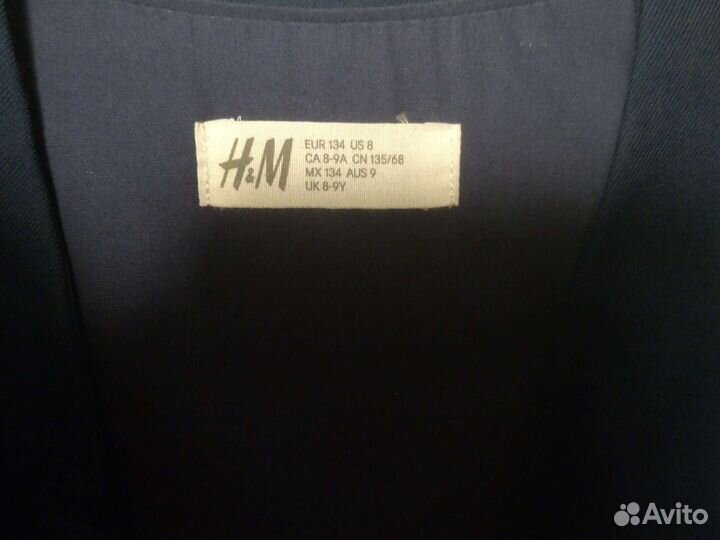 H&M
EUR 134 US 8
CA 8-9A CN 135/68
MX 134 AUS 9
UK 8-9Y
Avito